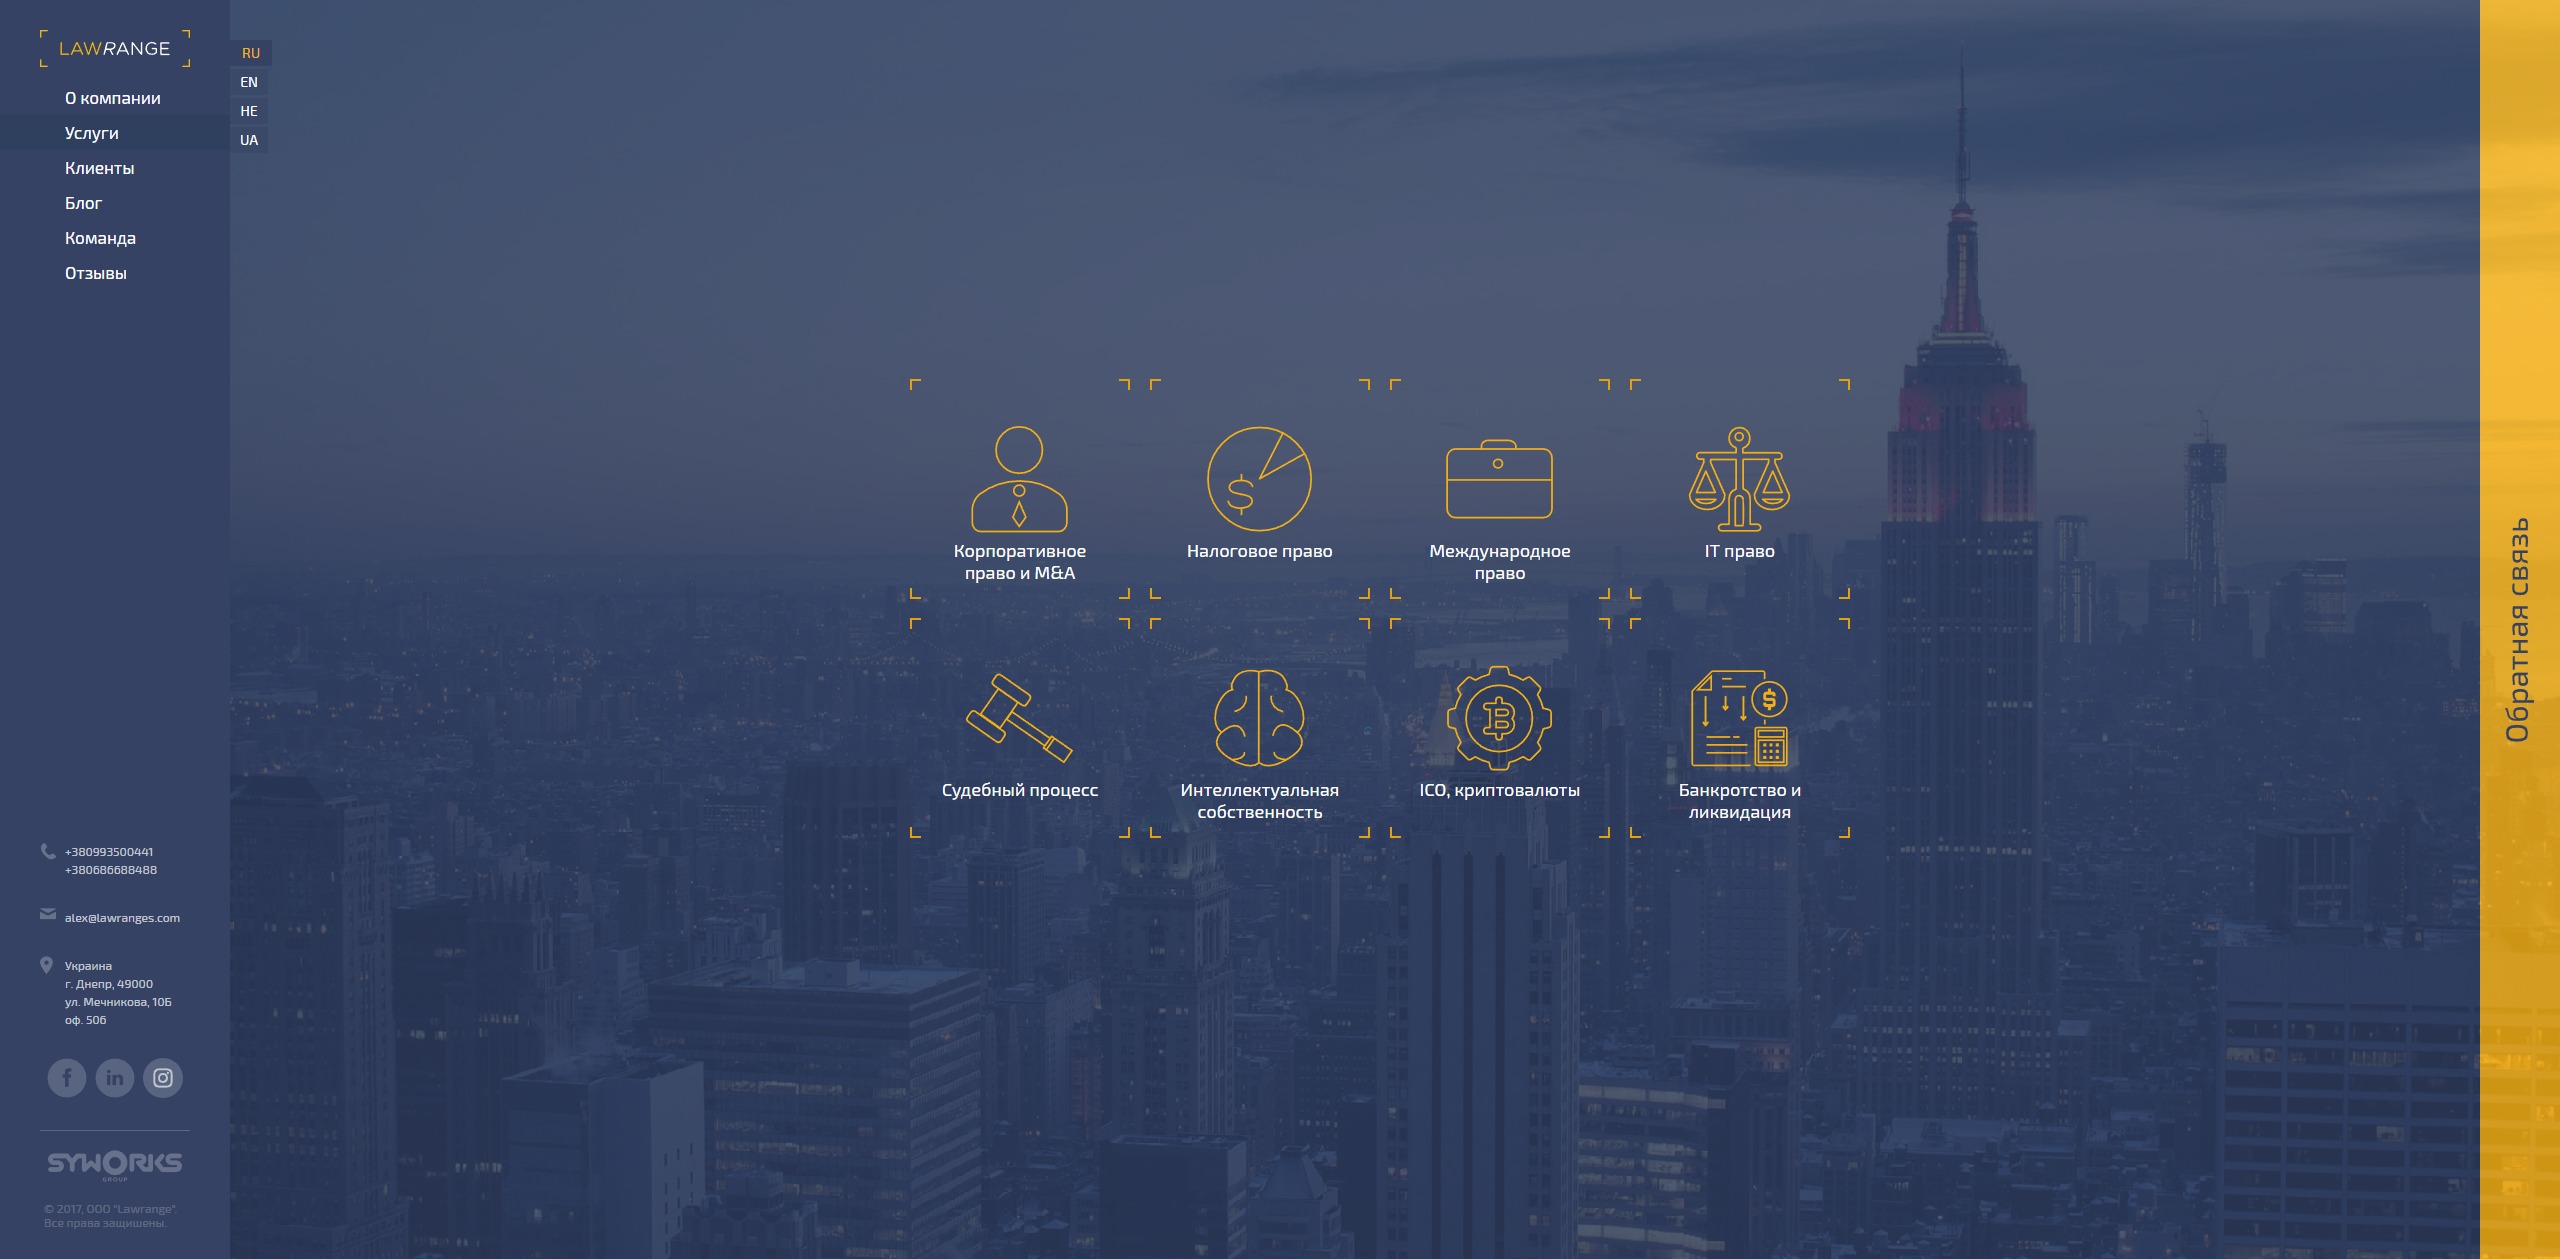 LAWRANGE
О компании
Услуги
Клиенты
Блог
Команда
Отзывы
RU
EN
HE
UA
Корпоративное
право и M&A
Налоговое право
$
Международное
право
IT право
Судебный процесс
Интеллектуальная
собственность
ICO, криптовалюты
$
Банкротство и
ликвидация
Обратная связь
+380993500441
+380686688488
alex@lawranges.com
Украина
г. Днепр, 49000
ул. Мечникова, 10Б
оф. 506
f
in
SYWORKS
GROUP
© 2017, ООО "Lawrange".
Все права защищены.